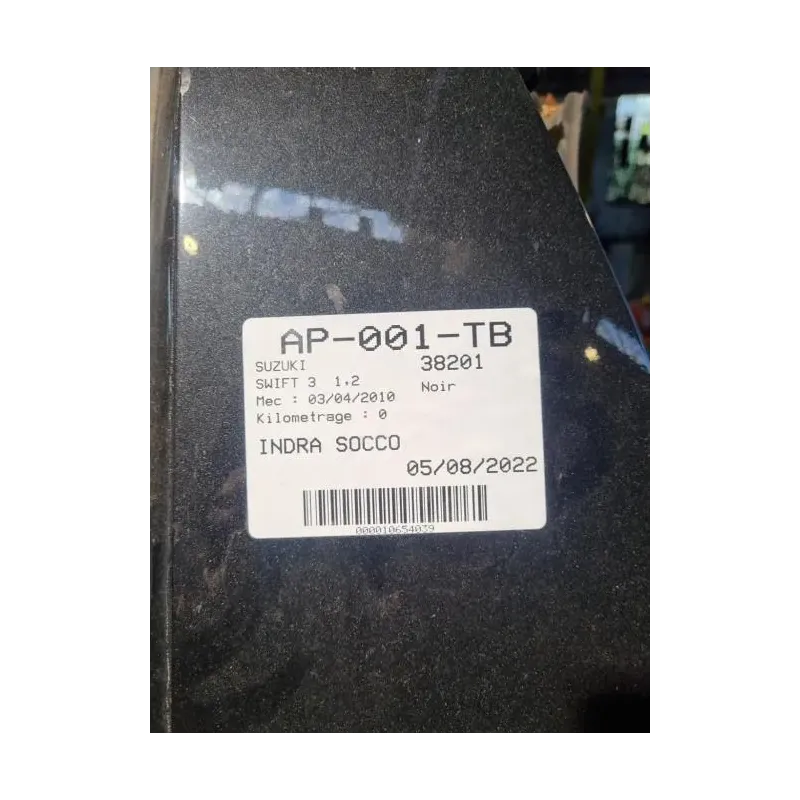 AP-001-TB
SUZUKI 38201
SWIFT 3 1,2 Noir
Mec : 03/04/2010
Kilometrage : 0
INDRA SOCCO
05/08/2022
000010654039